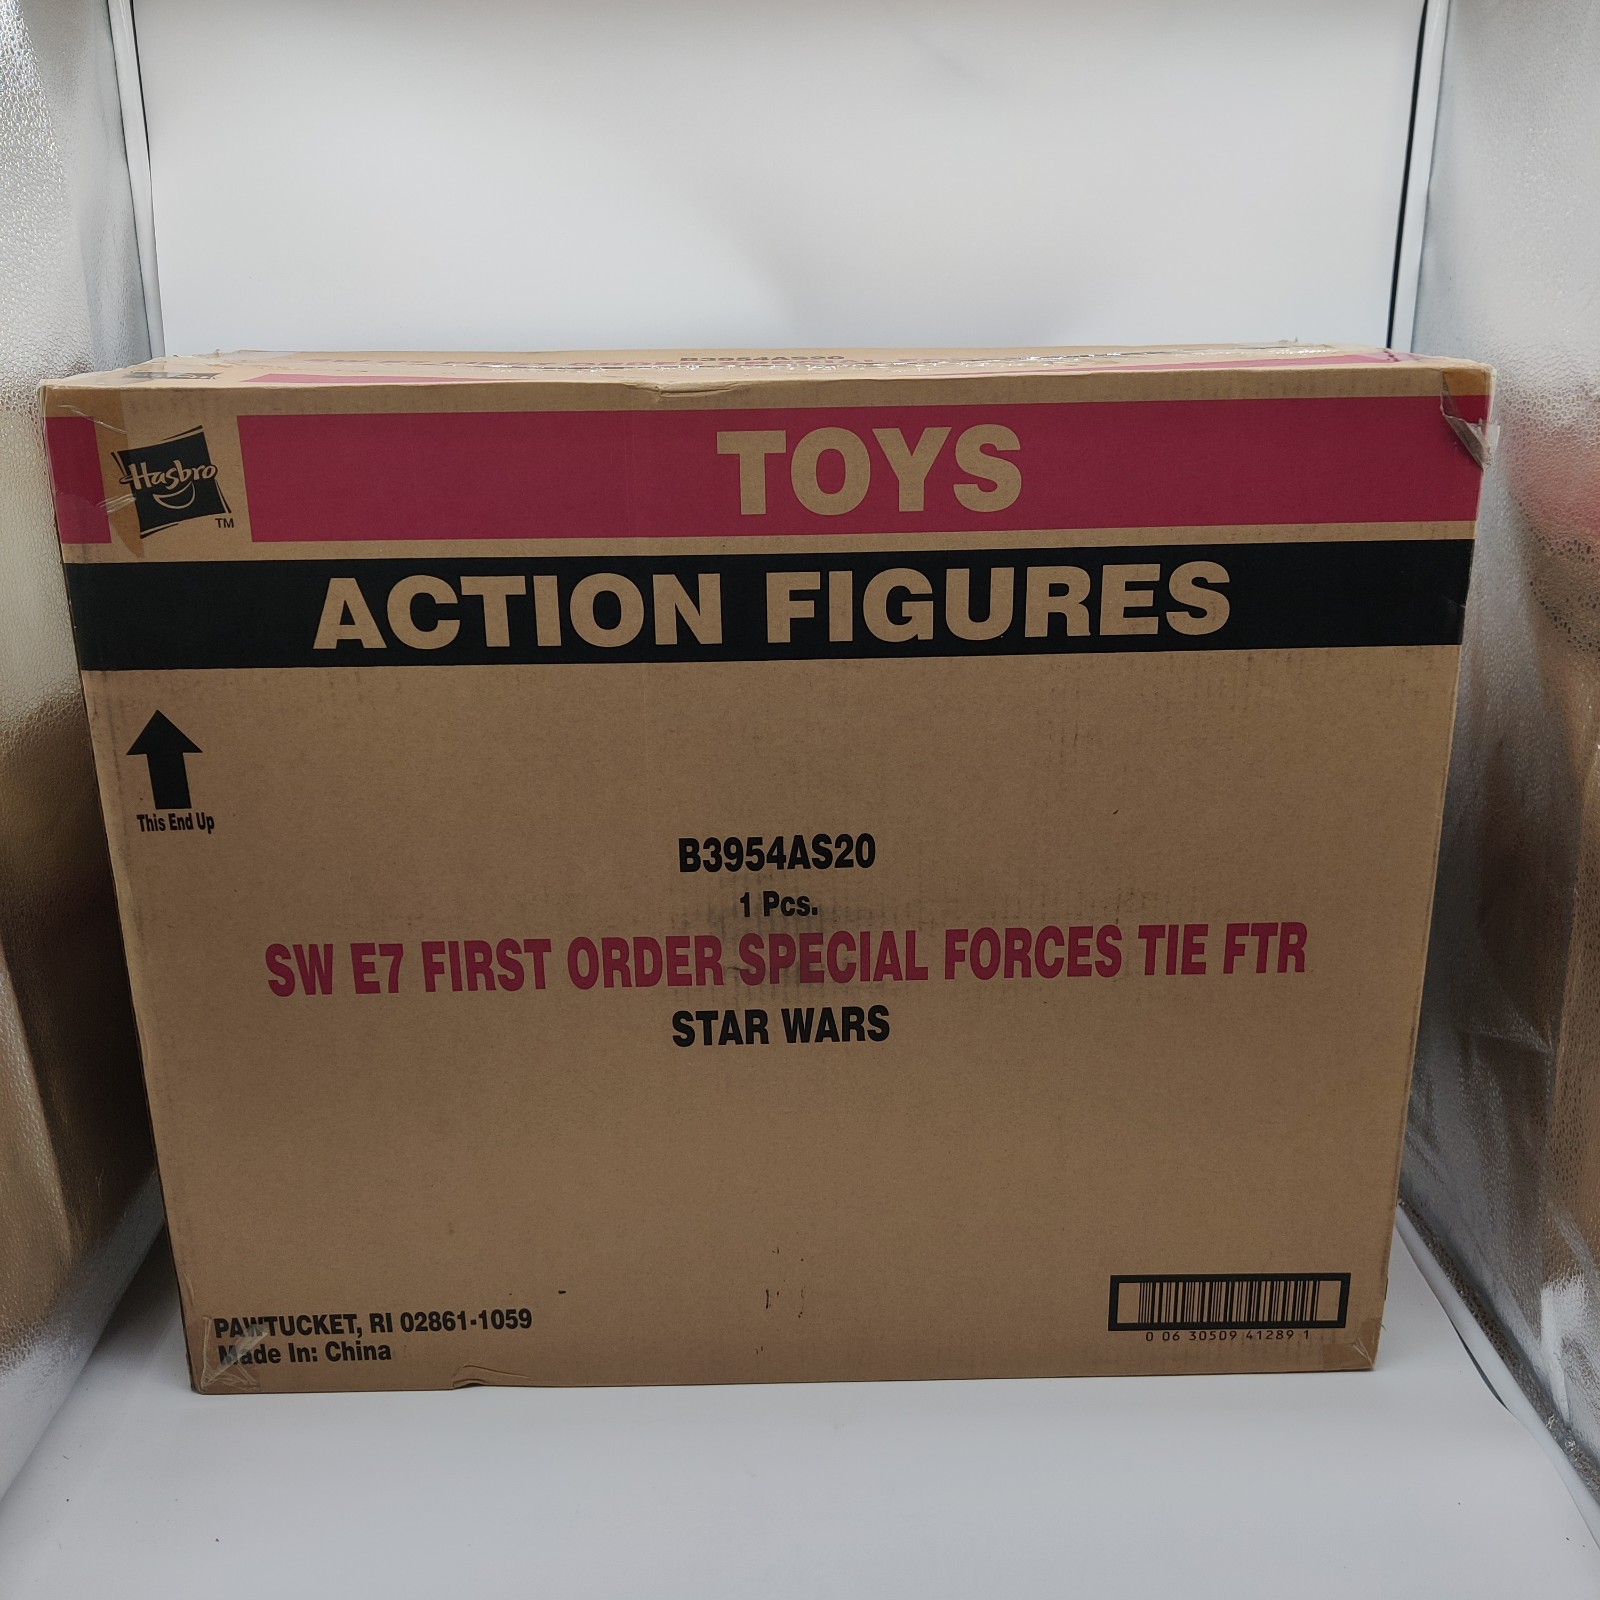 B3954AS20
Hasbro
TM
TOYS
ACTION FIGURES
This End Up
B3954AS20
1 Pcs.
SW E7 FIRST ORDER SPECIAL FORCES TIE FTR
STAR WARS
PAWTUCKET, RI 02861-1059
Made In: China
0 06 30509 41289 1